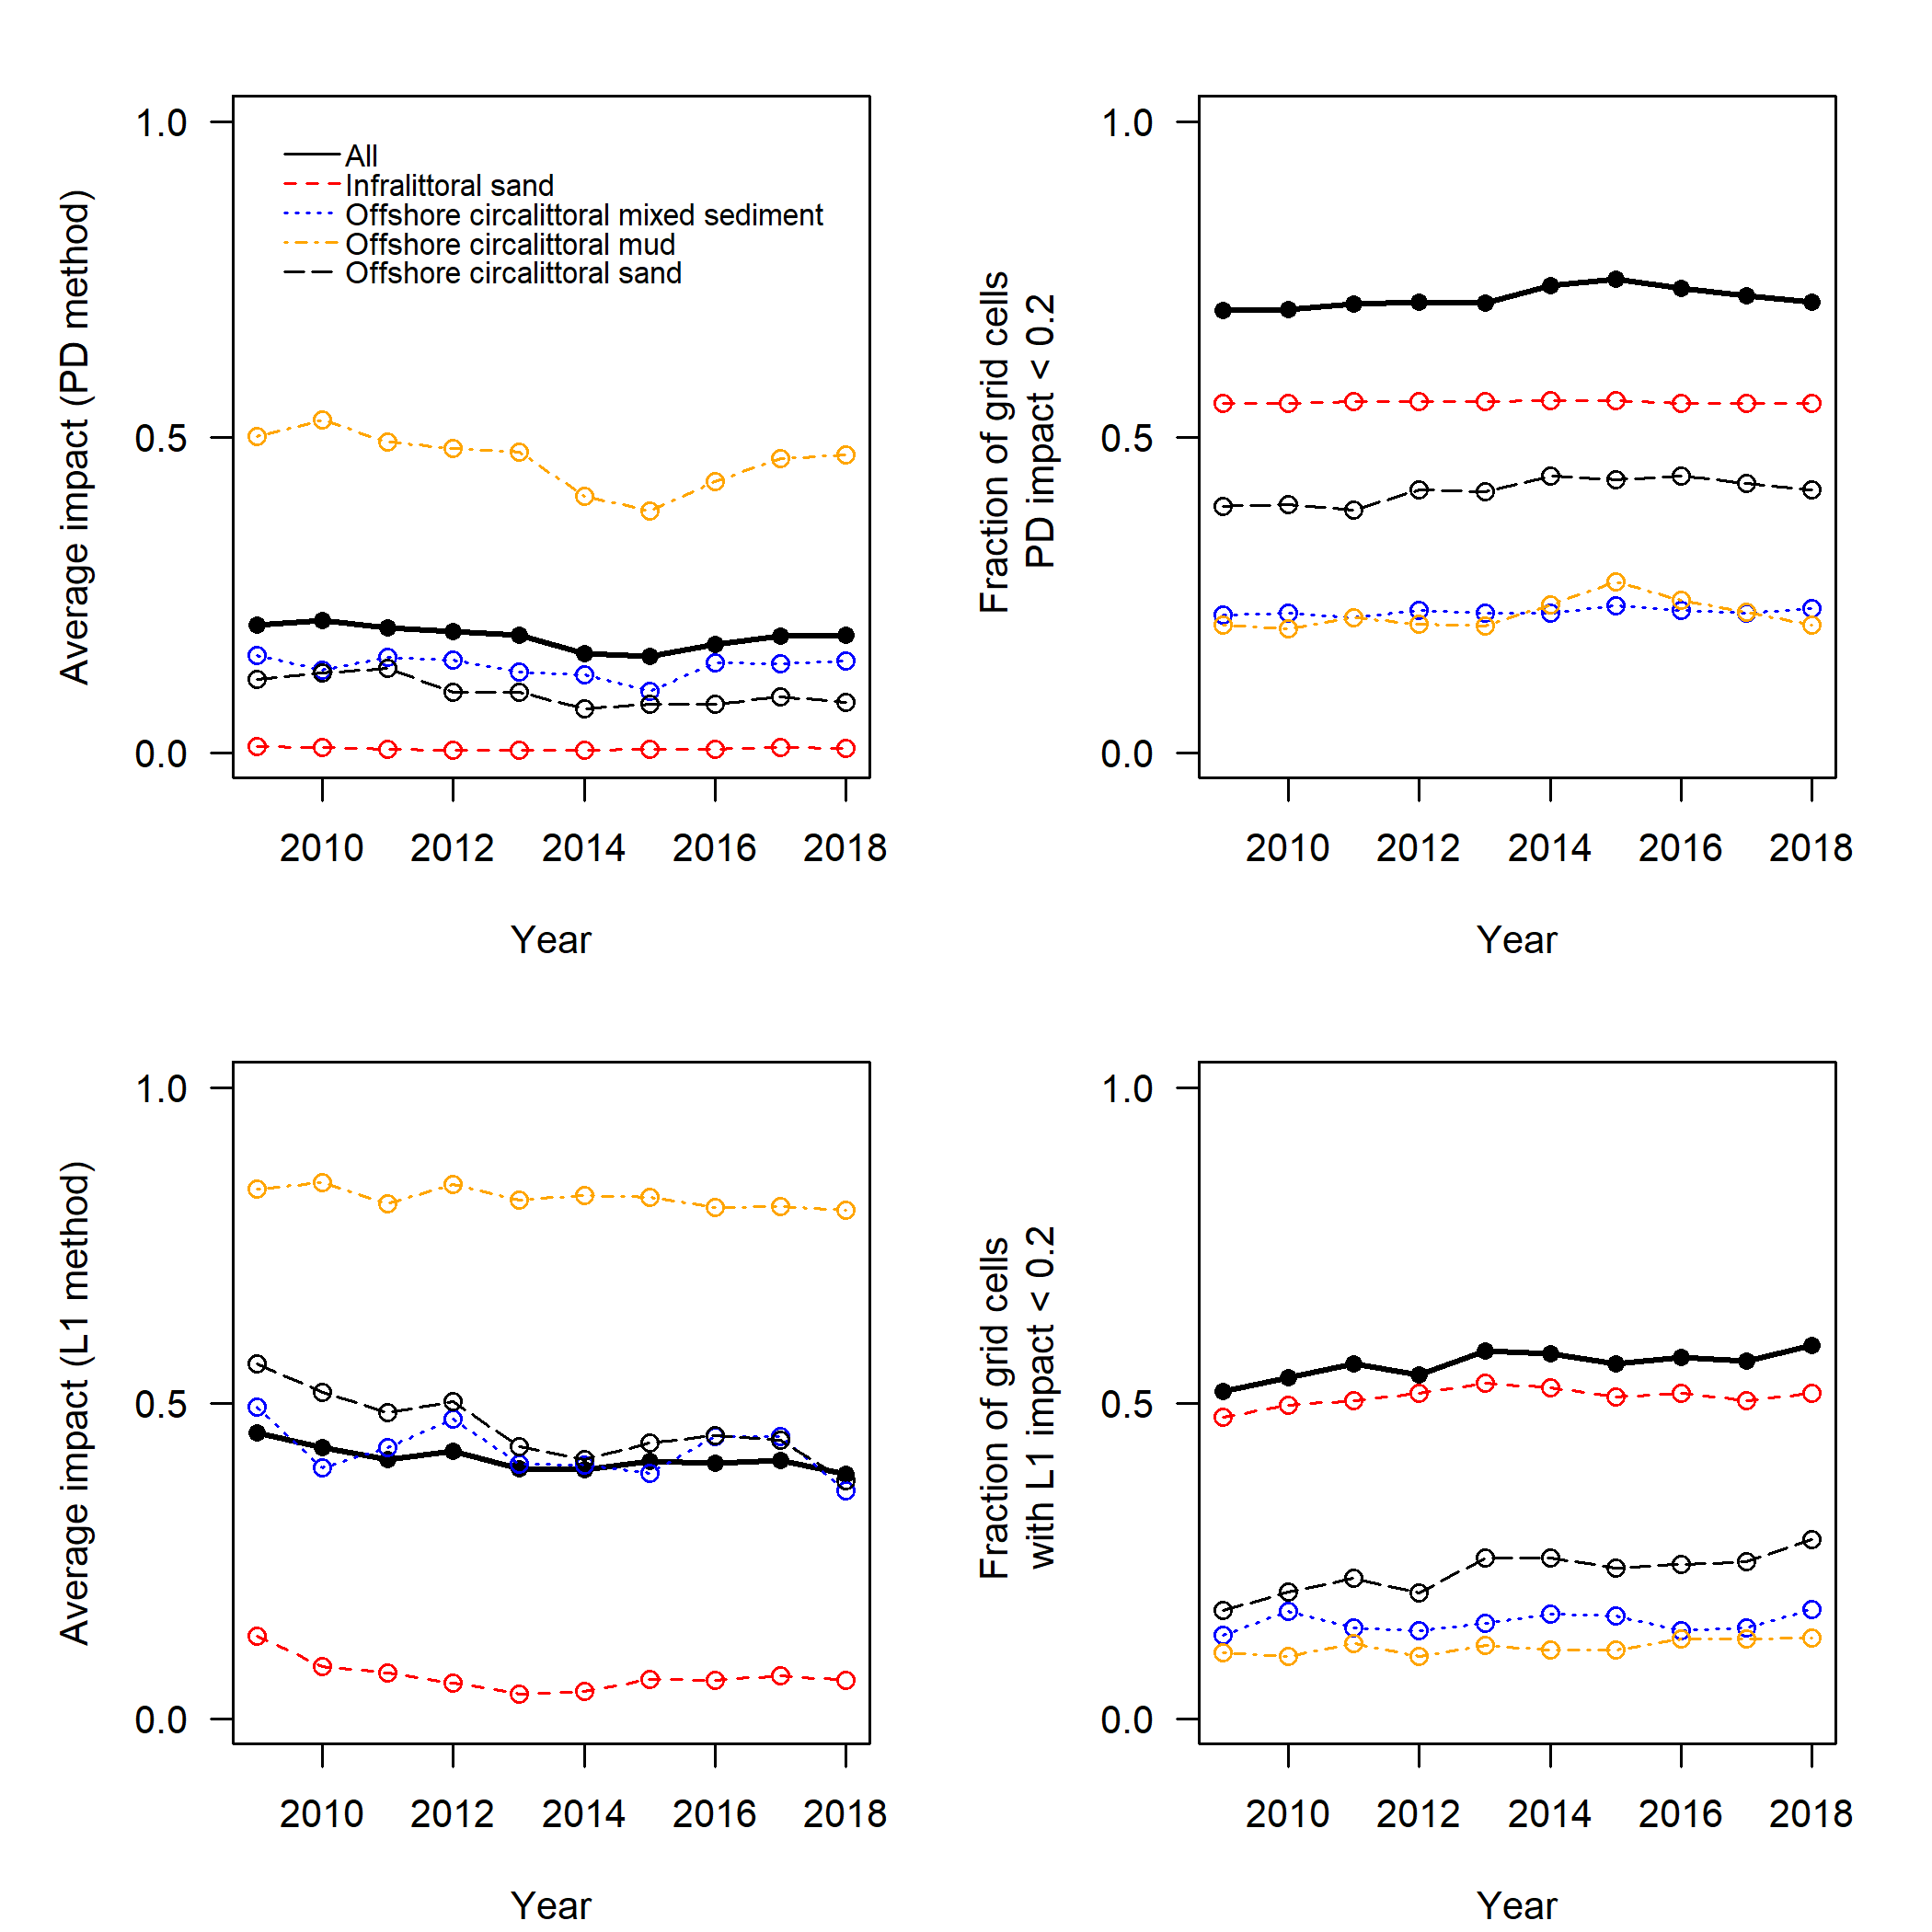 1.0
0.5
0.0
Average impact (PD method)
All
Infralittoral sand
Offshore circalittoral mixed sediment
Offshore circalittoral mud
Offshore circalittoral sand
2010 2012 2014 2016 2018
Year
1.0
0.5
0.0
Fraction of grid cells
PD impact < 0.2
2010 2012 2014 2016 2018
Year
1.0
0.5
0.0
Average impact (L1 method)
2010 2012 2014 2016 2018
Year
1.0
0.5
0.0
Fraction of grid cells
with L1 impact < 0.2
2010 2012 2014 2016 2018
Year